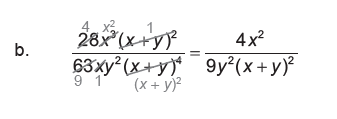 4 x² 1
b. 28x³(x + y)² / 63xy²(x + y)⁴ = 4x² / 9y²(x + y)²
9 1 (x + y)²